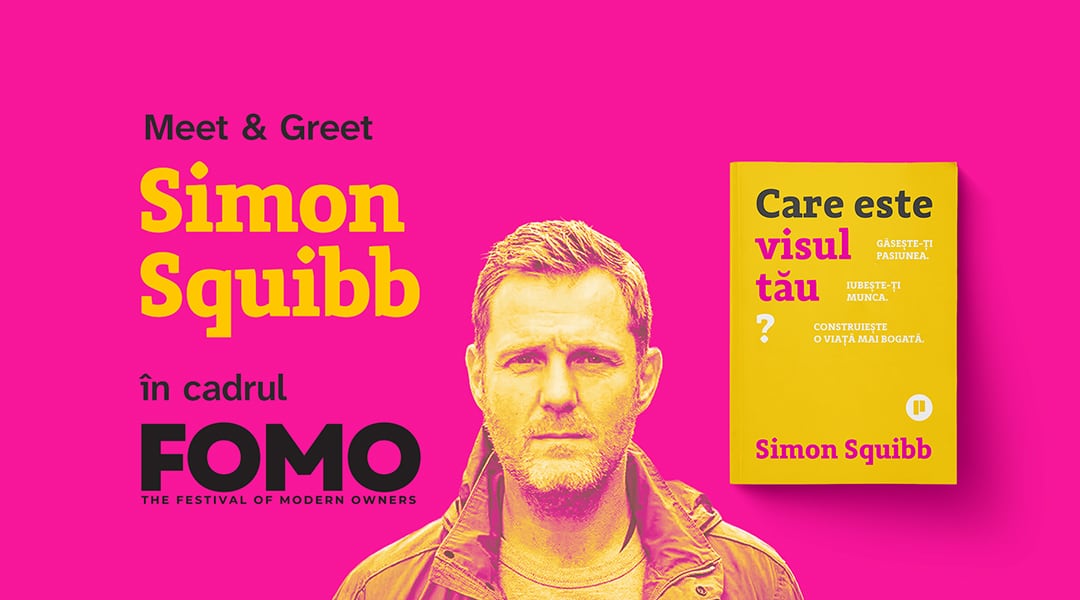 Meet & Greet
Simon
Squibb
în cadrul
FOMO
THE FESTIVAL OF MODERN OWNERS
Care este
visul
tău
?
GĂSEȘTE-ȚI
PASIUNEA.
IUBEȘTE-ȚI
MUNCA.
CONSTRUIEȘTE
O VIAȚĂ MAI BOGATĂ.
Simon Squibb